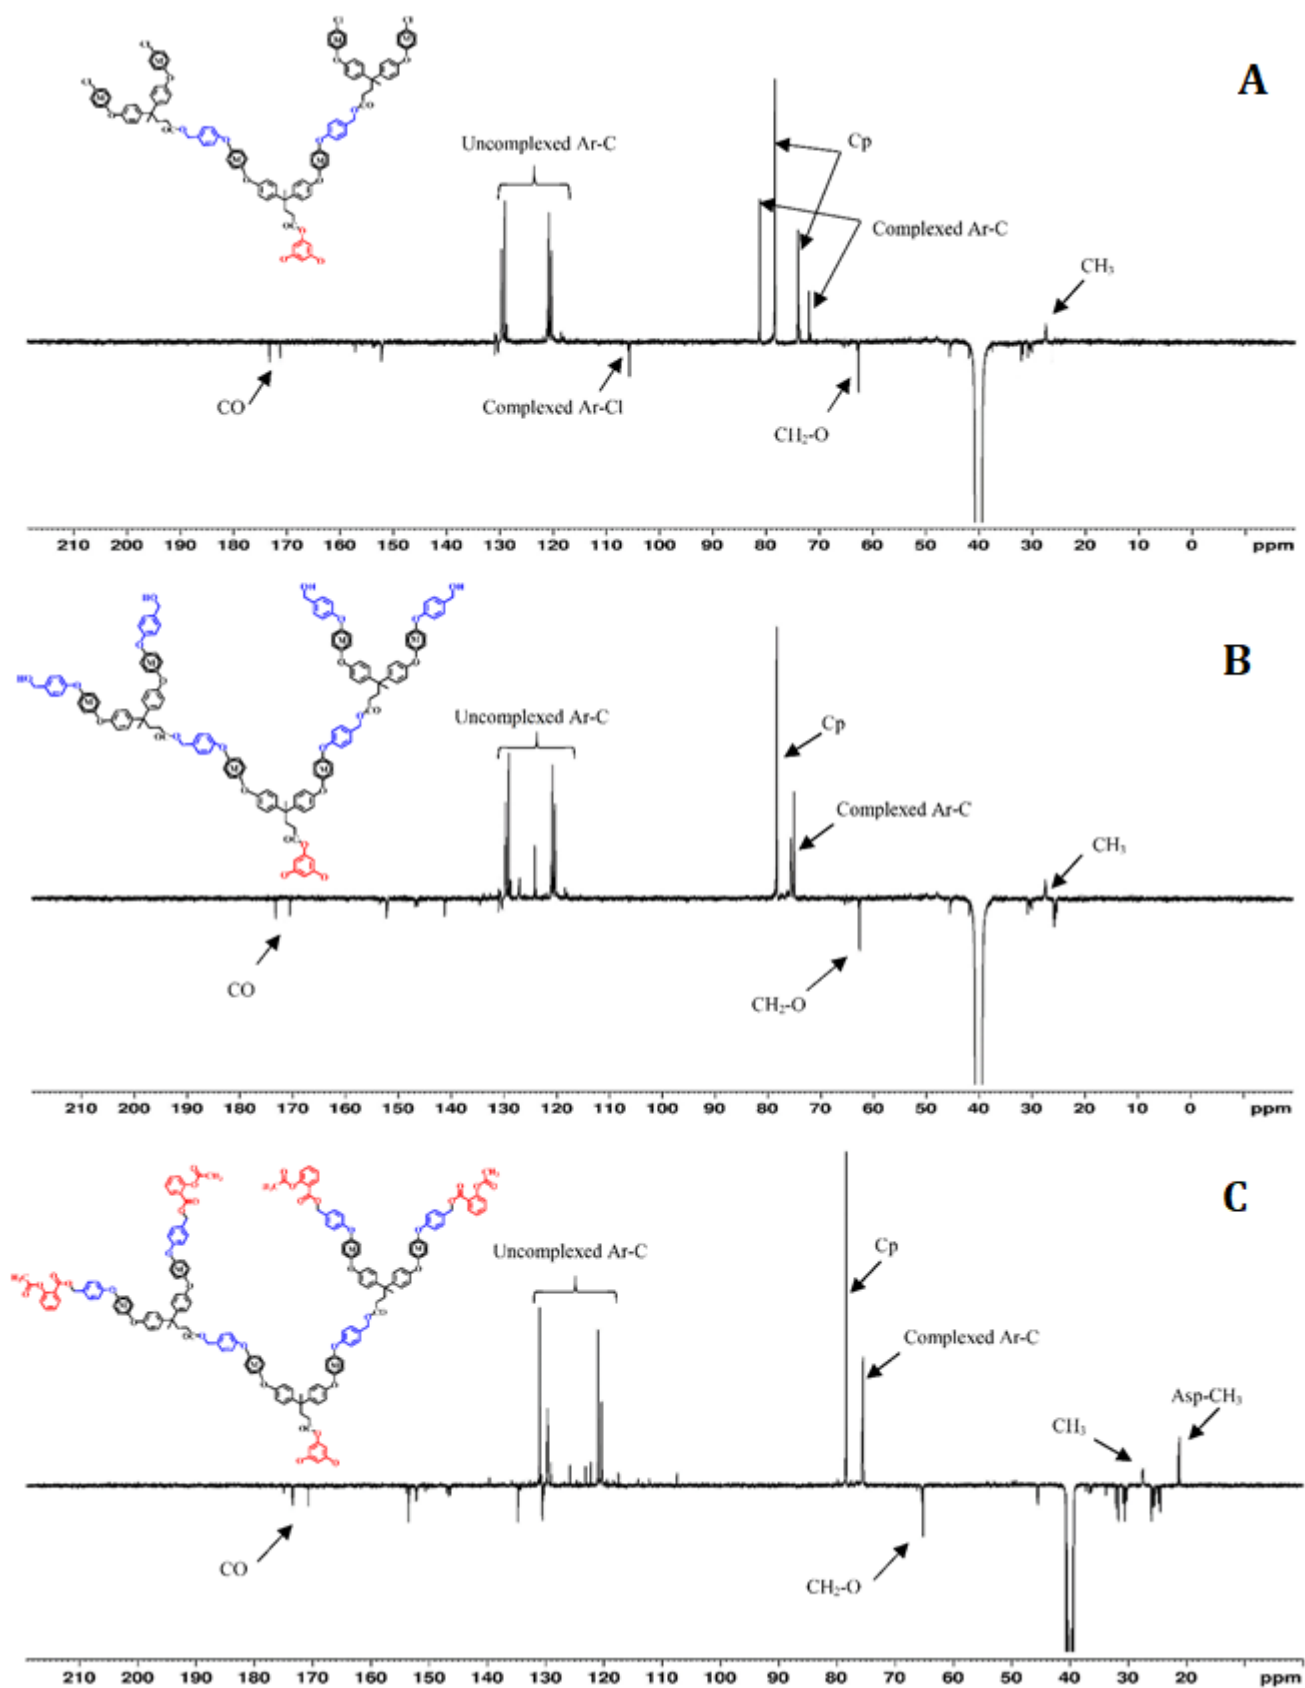 A
Uncomplexed Ar-C
Cp
Complexed Ar-C
CH₃
CO
Complexed Ar-Cl
CH₂-O
210 200 190 180 170 160 150 140 130 120 110 100 90 80 70 60 50 40 30 20 10 0 ppm
B
Uncomplexed Ar-C
Cp
Complexed Ar-C
CH₃
CO
CH₂-O
210 200 190 180 170 160 150 140 130 120 110 100 90 80 70 60 50 40 30 20 10 0 ppm
C
Uncomplexed Ar-C
Cp
Complexed Ar-C
Asp-CH₃
CH₃
CO
CH₂-O
210 200 190 180 170 160 150 140 130 120 110 100 90 80 70 60 50 40 30 20 ppm